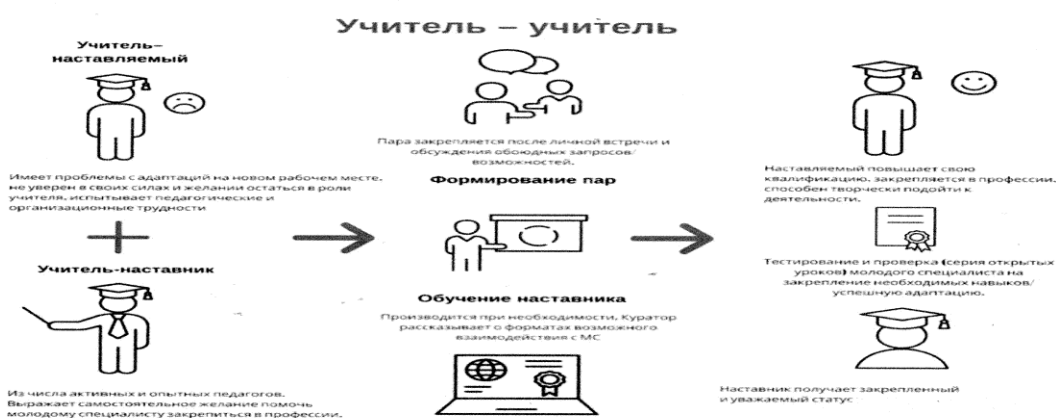 Учитель – учитель
Учитель–
наставляемый
Имеет проблемы с адаптаций на новом рабочем месте,
не уверен в своих силах и желании остаться в роли
учителя, испытывает педагогические и
организационные трудности
Учитель-наставник
Из числа активных и опытных педагогов.
Выражает самостоятельное желание помочь
молодому специалисту закрепиться в профессии.
Пара закрепляется после личной встречи и
обсуждения обоюдных запросов/
возможностей.
Формирование пар
Обучение наставника
Производится при необходимости. Куратор
рассказывает о форматах возможного
взаимодействия с МС
Наставляемый повышает свою
квалификацию, закрепляется в профессии,
способен творчески подойти к
деятельности.
Тестирование и проверка (серия открытых
уроков) молодого специалиста на
закрепление необходимых навыков/
успешную адаптацию.
Наставник получает закрепленный
и уважаемый статус